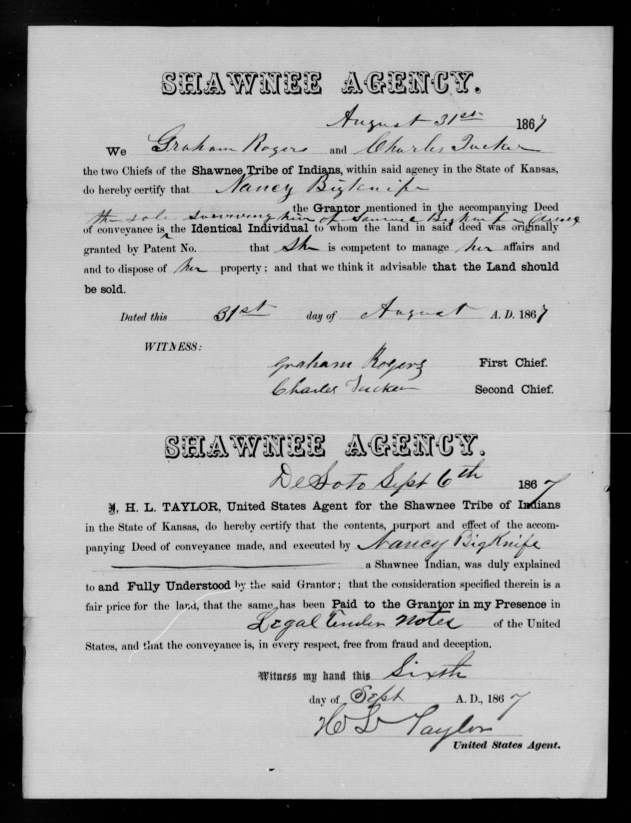 SHAWNEE AGENCY.
August 31st 1867
We Graham Rogers and Charles Tucker
the two Chiefs of the Shawnee Tribe of Indians, within said agency in the State of Kansas,
do hereby certify that Nancy Bigknife
the Grantor mentioned in the accompanying Deed
the sole surviving heir of Samuel Bigknife
of conveyance is the Identical Individual to whom the land in said deed was originally
granted by Patent No. that She is competent to manage her affairs and
and to dispose of her property; and that we think it advisable that the Land should
be sold.
Dated this 31st day of August A. D. 1867
WITNESS:
Graham Rogers First Chief.
Charles Tucker Second Chief.
SHAWNEE AGENCY.
De Soto Sept 6th 1867
I, H. L. TAYLOR, United States Agent for the Shawnee Tribe of Indians
in the State of Kansas, do hereby certify that the contents, purport and effect of the accom-
panying Deed of conveyance made, and executed by Nancy BigKnife
a Shawnee Indian, was duly explained
to and Fully Understood by the said Grantor; that the consideration specified therein is a
fair price for the land, that the same has been Paid to the Grantor in my Presence in
Legal Tender Notes of the United
States, and that the conveyance is, in every respect, free from fraud and deception.
Witness my hand this Sixth
day of Sept A. D., 1867
H L Taylor
United States Agent.